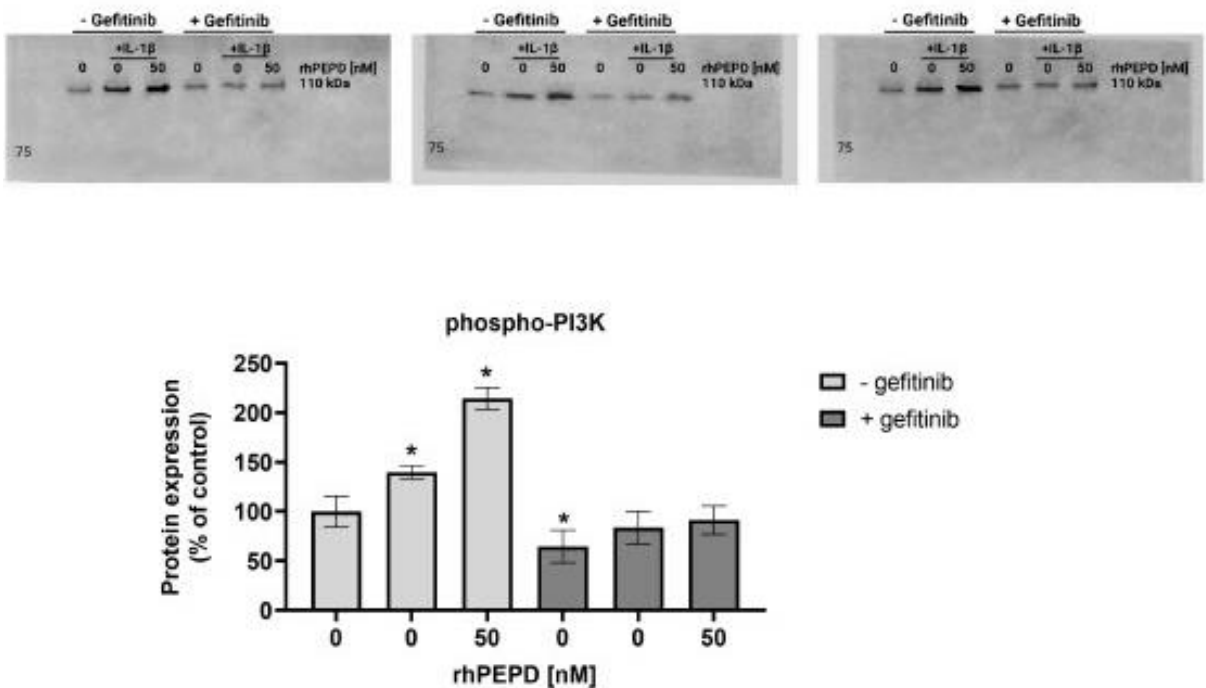 - Gefitinib + Gefitinib
+IL-1β +IL-1β
0 0 50 0 0 50 rhPEPD [nM]
110 kDa
75
- Gefitinib + Gefitinib
+IL-1β +IL-1β
0 0 50 0 0 50 rhPEPD [nM]
110 kDa
75
- Gefitinib + Gefitinib
+IL-1β +IL-1β
0 0 50 0 0 50 rhPEPD [nM]
110 kDa
75
phospho-PI3K
Protein expression
(% of control)
250
200
150
100
50
0
* * *
0 0 50 0 0 50
rhPEPD [nM]
- gefitinib
+ gefitinib